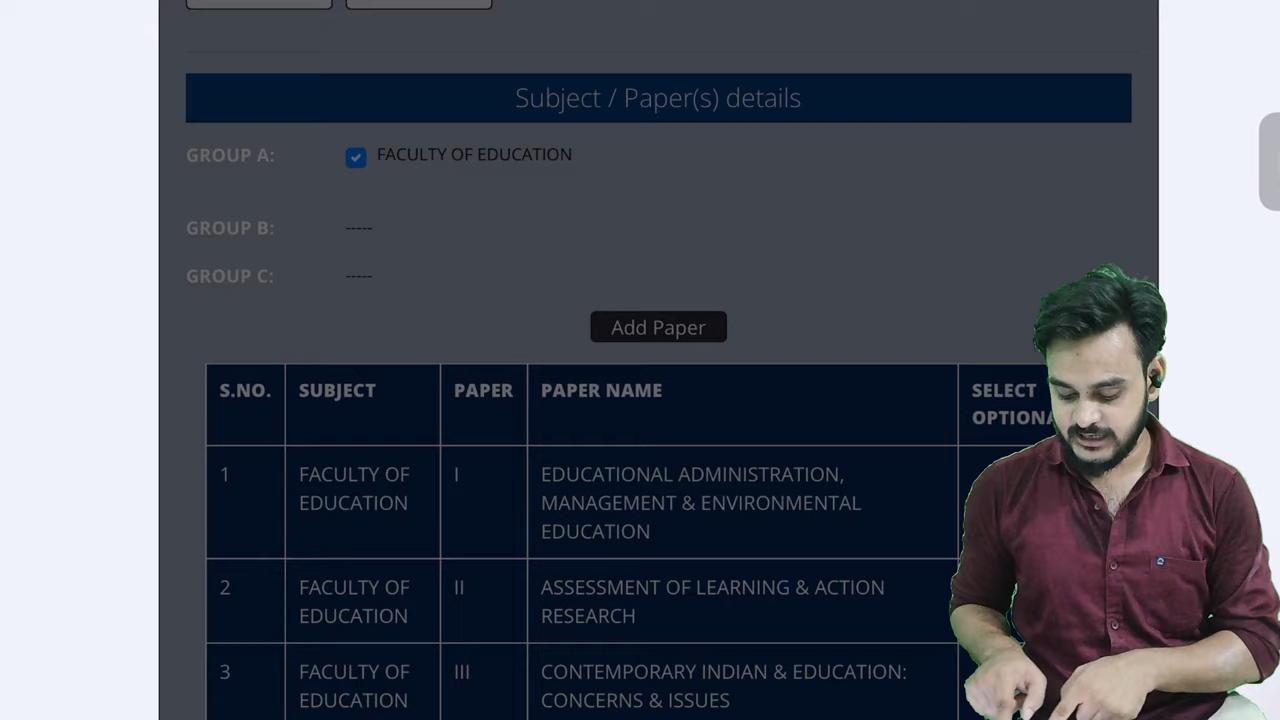 Subject / Paper(s) details
GROUP A: FACULTY OF EDUCATION
GROUP B: -----
GROUP C: -----
Add Paper
S.NO. SUBJECT PAPER PAPER NAME SELECT
1 FACULTY OF I EDUCATIONAL ADMINISTRATION,
EDUCATION MANAGEMENT & ENVIRONMENTAL
EDUCATION
2 FACULTY OF II ASSESSMENT OF LEARNING & ACTION
EDUCATION RESEARCH
3 FACULTY OF III CONTEMPORARY INDIAN & EDUCATION:
EDUCATION CONCERNS & ISSUES